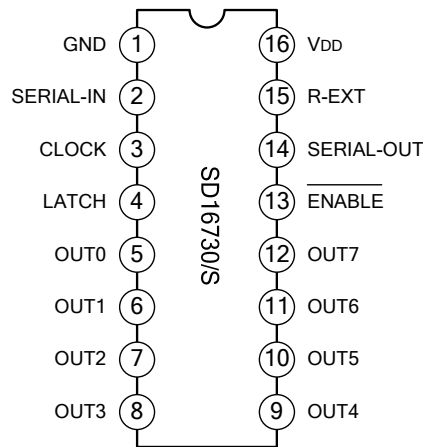 GND 1 16 VDD
SERIAL-IN 2 15 R-EXT
CLOCK 3 14 SERIAL-OUT
LATCH 4 13 ENABLE
OUT0 5 12 OUT7
OUT1 6 11 OUT6
OUT2 7 10 OUT5
OUT3 8 9 OUT4
SD16730/S